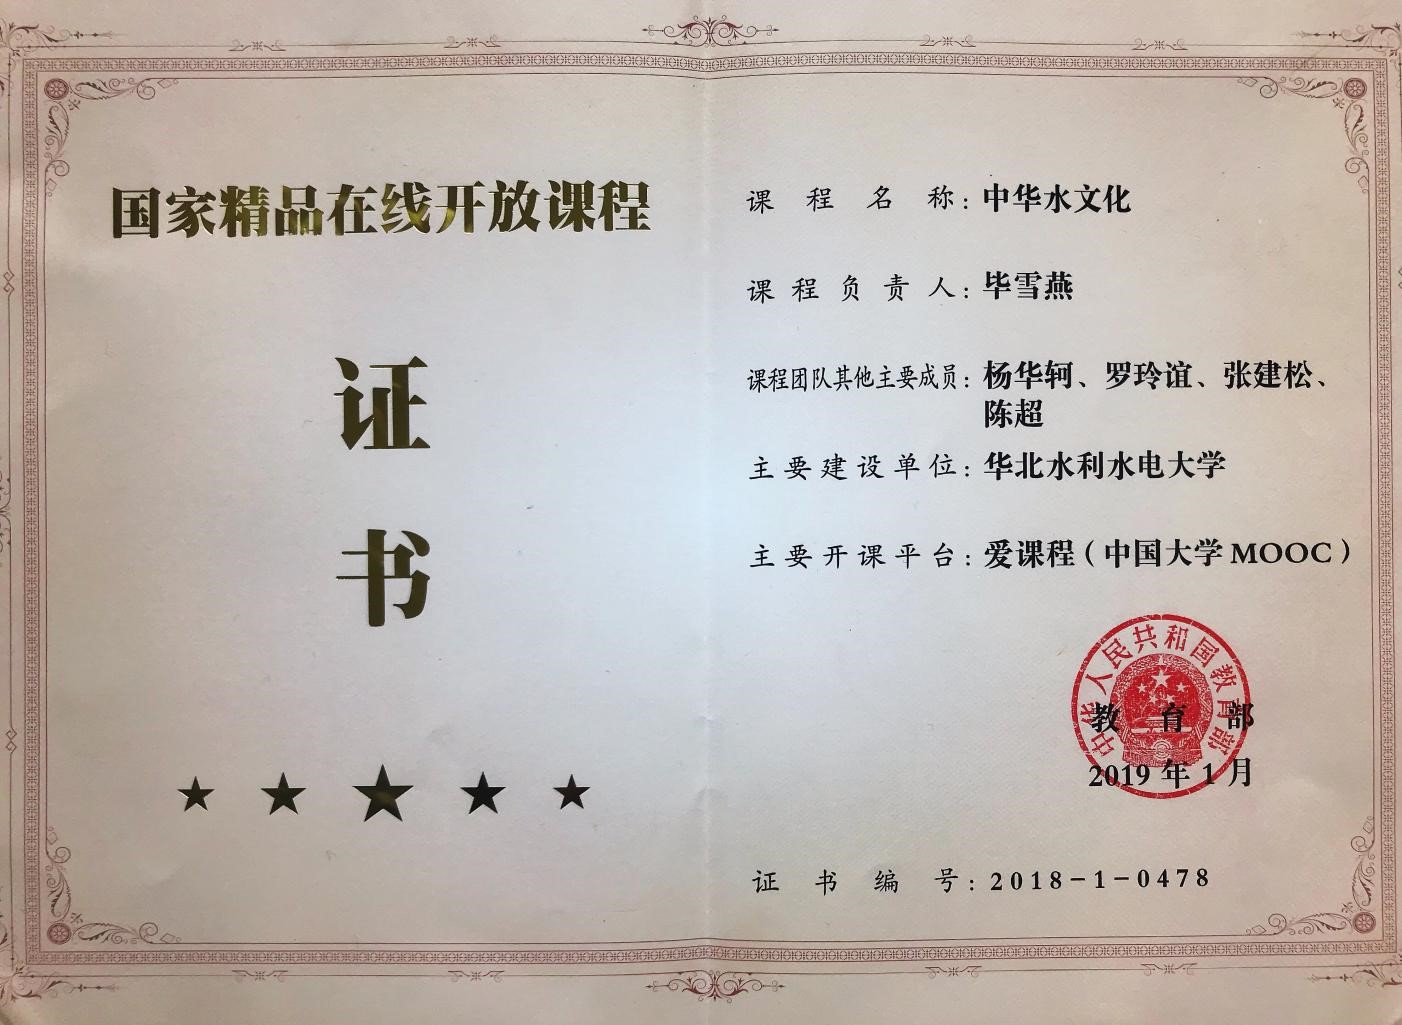 国家精品在线开放课程
证
书
课程名称：中华水文化
课程负责人：毕雪燕
课程团队其他主要成员：杨华轲、罗玲谊、张建松、
陈超
主要建设单位：华北水利水电大学
主要开课平台：爱课程（中国大学MOOC）
中华人民共和国教育部
教育部
2019年1月
证书编号：2018-1-0478